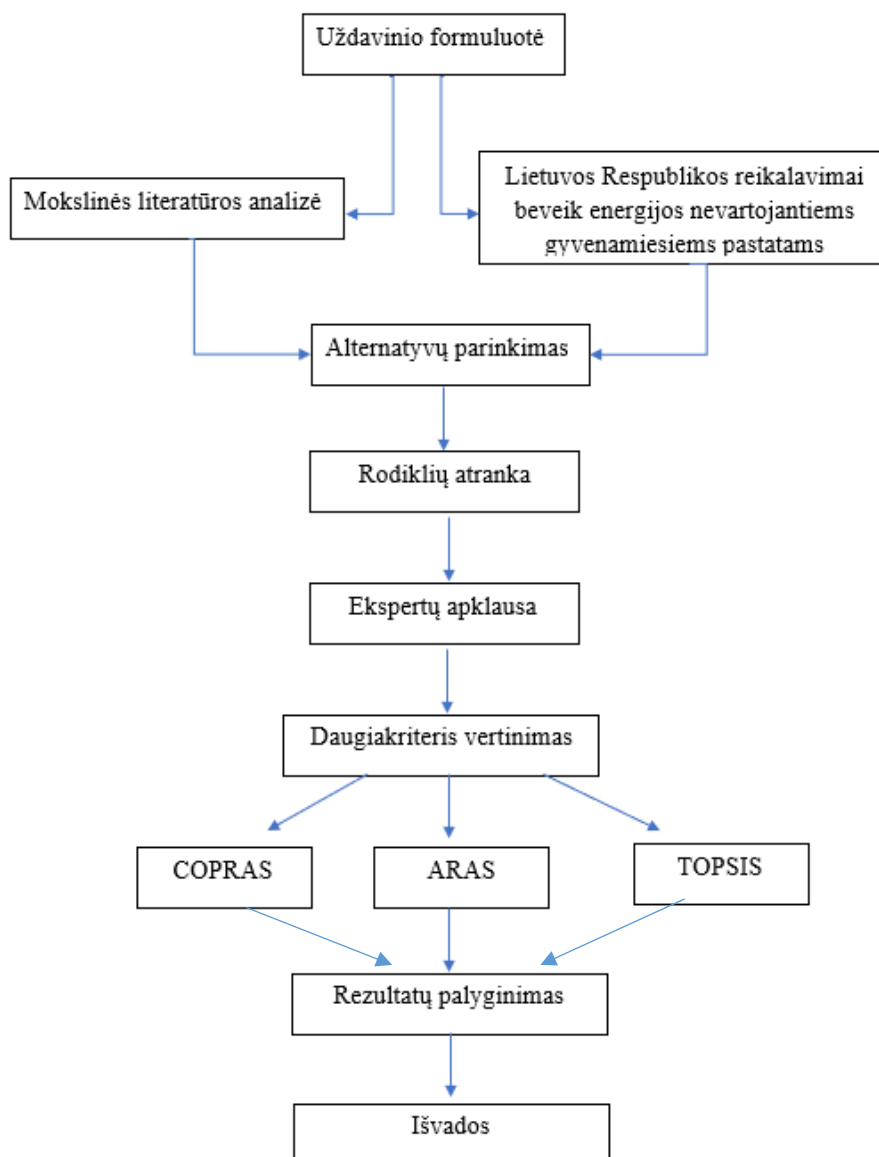 Uždavinio formuluotė
Mokslinės literatūros analizė
Lietuvos Respublikos reikalavimai
beveik energijos nevartojantiems
gyvenamiesiems pastatams
Alternatyvų parinkimas
Rodiklių atranka
Ekspertų apklausa
Daugiakriteris vertinimas
COPRAS
ARAS
TOPSIS
Rezultatų palyginimas
Išvados